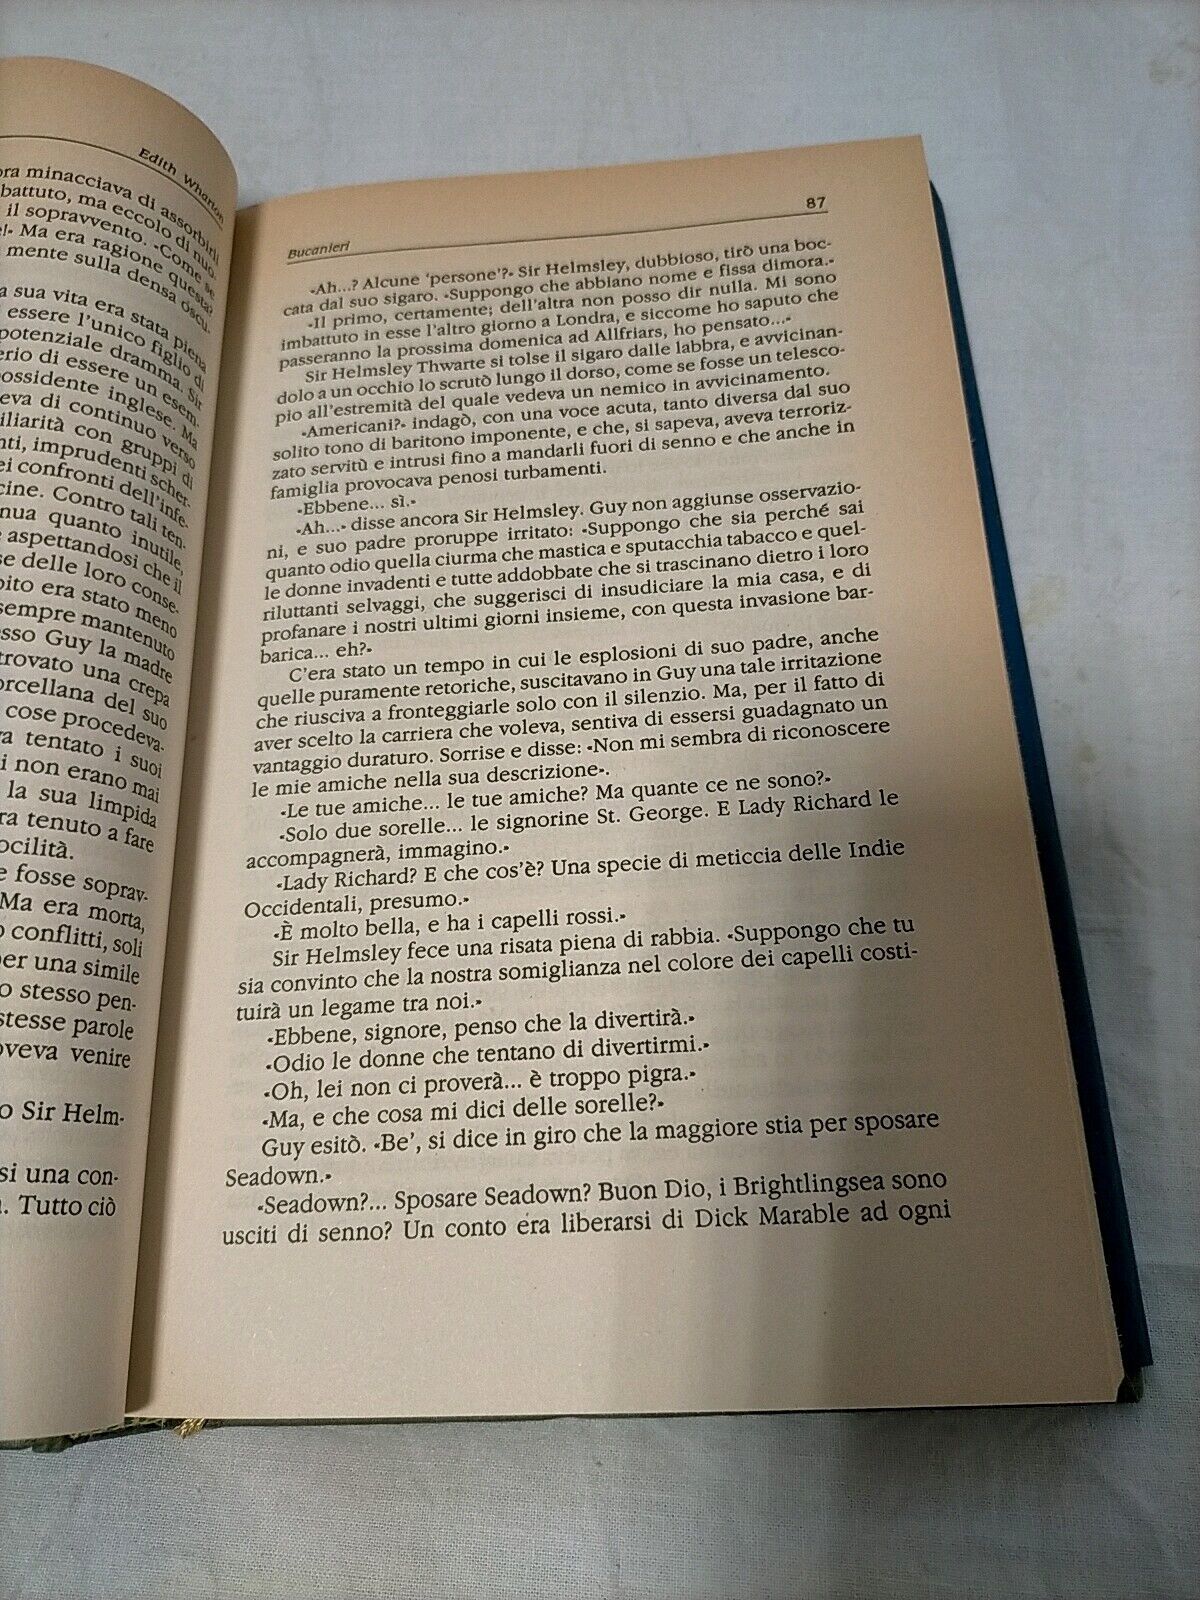 Edith Wharton
ora minacciava di assorbirli
battuto, ma eccolo di nuo-
il sopravvento. «Come se
Ma era ragione questa?
mente sulla densa oscu-
a sua vita era stata piena
essere l'unico figlio di
potenziale dramma. Sir
erio di essere un esem-
possidente inglese. Ma
eva di continuo verso
iliarità con gruppi di
nti, imprudenti scher-
ei confronti dell'infe-
cine. Contro tali ten-
nua quanto inutile,
e aspettandosi che il
se delle loro conse-
bito era stato meno
sempre mantenuto
esso Guy la madre
trovato una crepa
orcellana del suo
cose procedeva-
va tentato i suoi
i non erano mai
la sua limpida
ra tenuto a fare
ocilità.
e fosse soprav-
Ma era morta,
o conflitti, soli
per una simile
o stesso pen-
stesse parole
oveva venire
o Sir Helm-
si una con-
a. Tutto ciò
Bucanieri
87
«Ah...? Alcune 'persone'?» Sir Helmsley, dubbioso, tirò una boc-
cata dal suo sigaro. «Suppongo che abbiano nome e fissa dimora.»
«Il primo, certamente; dell'altra non posso dir nulla. Mi sono
imbattuto in esse l'altro giorno a Londra, e siccome ho saputo che
passeranno la prossima domenica ad Allfriars, ho pensato...»
Sir Helmsley Thwarte si tolse il sigaro dalle labbra, e avvicinan-
dolo a un occhio lo scrutò lungo il dorso, come se fosse un telesco-
pio all'estremità del quale vedeva un nemico in avvicinamento.
«Americani?» indagò, con una voce acuta, tanto diversa dal suo
solito tono di baritono imponente, e che, si sapeva, aveva terroriz-
zato servitù e intrusi fino a mandarli fuori di senno e che anche in
famiglia provocava penosi turbamenti.
«Ebbene... sì.»
«Ah...» disse ancora Sir Helmsley. Guy non aggiunse osservazio-
ni, e suo padre proruppe irritato: «Suppongo che sia perché sai
quanto odio quella ciurma che mastica e sputacchia tabacco e quel-
le donne invadenti e tutte addobbate che si trascinano dietro i loro
riluttanti selvaggi, che suggerisci di insudiciare la mia casa, e di
profanare i nostri ultimi giorni insieme, con questa invasione bar-
barica... eh?»
C'era stato un tempo in cui le esplosioni di suo padre, anche
quelle puramente retoriche, suscitavano in Guy una tale irritazione
che riusciva a fronteggiarle solo con il silenzio. Ma, per il fatto di
aver scelto la carriera che voleva, sentiva di essersi guadagnato un
vantaggio duraturo. Sorrise e disse: «Non mi sembra di riconoscere
le mie amiche nella sua descrizione».
«Le tue amiche... le tue amiche? Ma quante ce ne sono?»
«Solo due sorelle... le signorine St. George. E Lady Richard le
accompagnerà, immagino.»
«Lady Richard? E che cos'è? Una specie di meticcia delle Indie
Occidentali, presumo.»
«È molto bella, e ha i capelli rossi.»
Sir Helmsley fece una risata piena di rabbia. «Suppongo che tu
sia convinto che la nostra somiglianza nel colore dei capelli costi-
tuirà un legame tra noi.»
«Ebbene, signore, penso che la divertirà.»
«Odio le donne che tentano di divertirmi.»
«Oh, lei non ci proverà... è troppo pigra.»
«Ma, e che cosa mi dici delle sorelle?»
Guy esitò. «Be', si dice in giro che la maggiore stia per sposare
Seadown.»
«Seadown?... Sposare Seadown? Buon Dio, i Brightlingsea sono
usciti di senno? Un conto era liberarsi di Dick Marable ad ogni